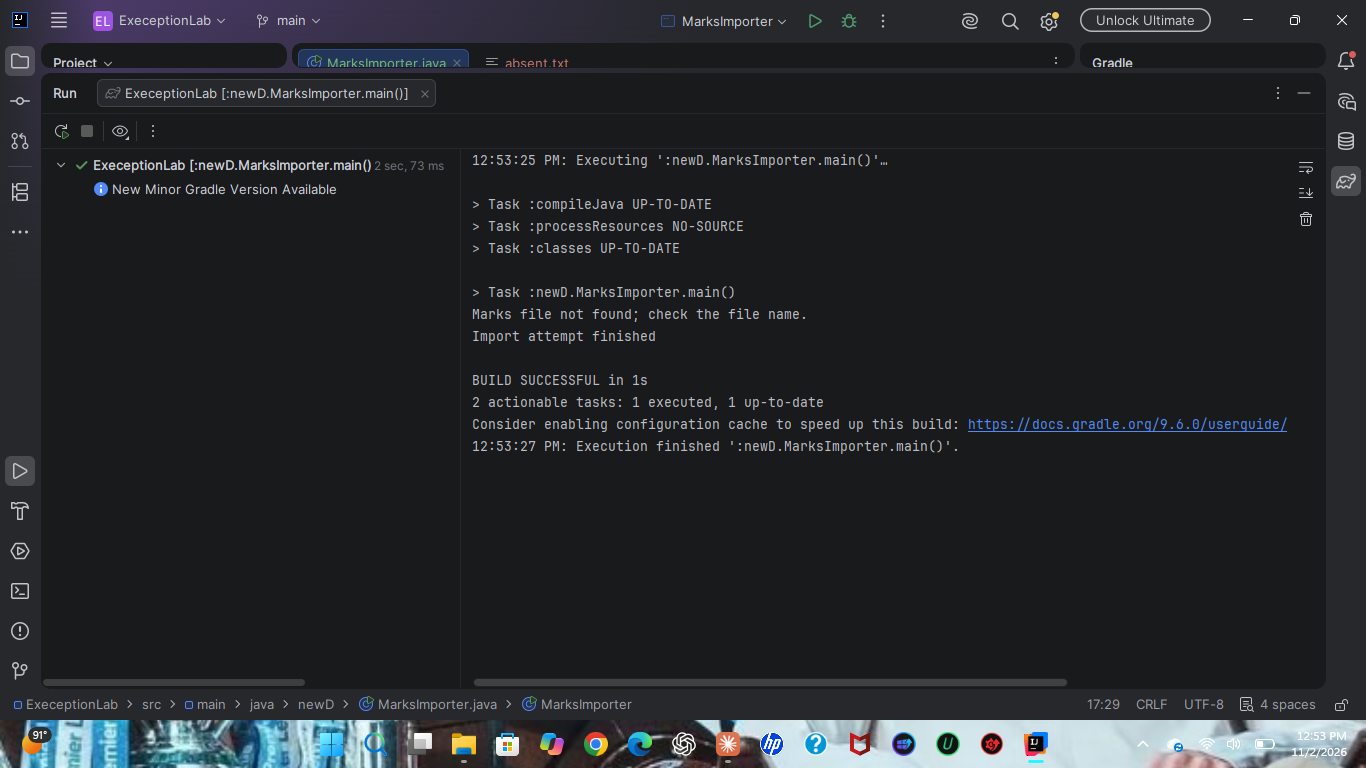 EL ExeceptionLab main MarksImporter Unlock Ultimate
Project MarksImporter.java absent.txt Gradle
Run ExeceptionLab [:newD.MarksImporter.main()]
ExeceptionLab [:newD.MarksImporter.main() 2 sec, 73 ms
New Minor Gradle Version Available
12:53:25 PM: Executing ':newD.MarksImporter.main()'…
> Task :compileJava UP-TO-DATE
> Task :processResources NO-SOURCE
> Task :classes UP-TO-DATE
> Task :newD.MarksImporter.main()
Marks file not found; check the file name.
Import attempt finished
BUILD SUCCESSFUL in 1s
2 actionable tasks: 1 executed, 1 up-to-date
Consider enabling configuration cache to speed up this build: https://docs.gradle.org/9.6.0/userguide/
12:53:27 PM: Execution finished ':newD.MarksImporter.main()'.
ExeceptionLab > src > main > java > newD > MarksImporter.java > MarksImporter 17:29 CRLF UTF-8 4 spaces
91°
12:53 PM
11/2/2026